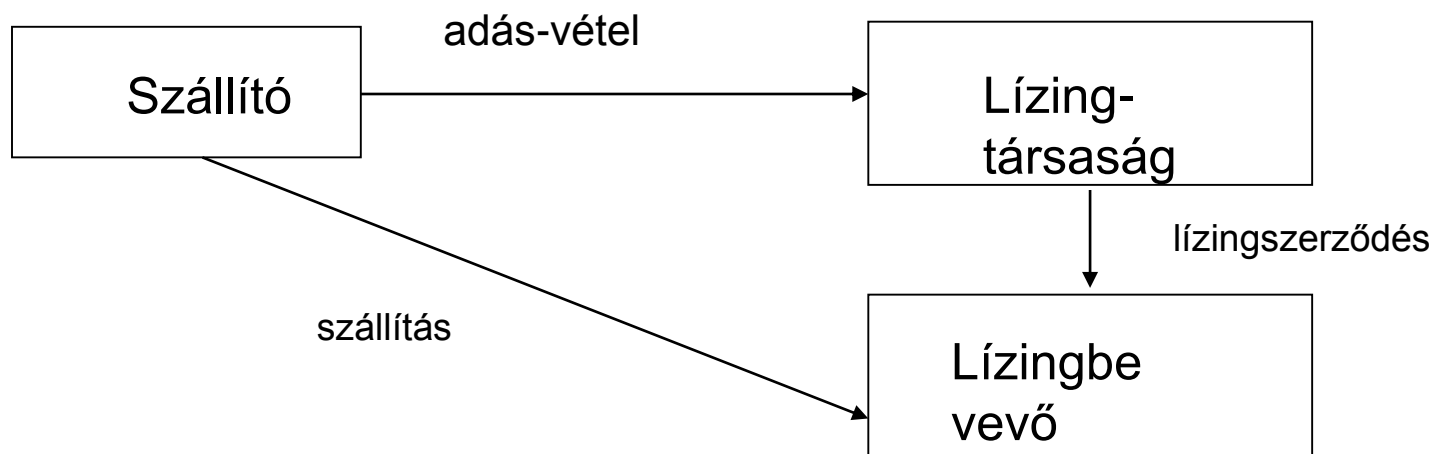 adás-vétel
Szállító
Lízing-
társaság
lízingszerződés
szállítás
Lízingbe
vevő